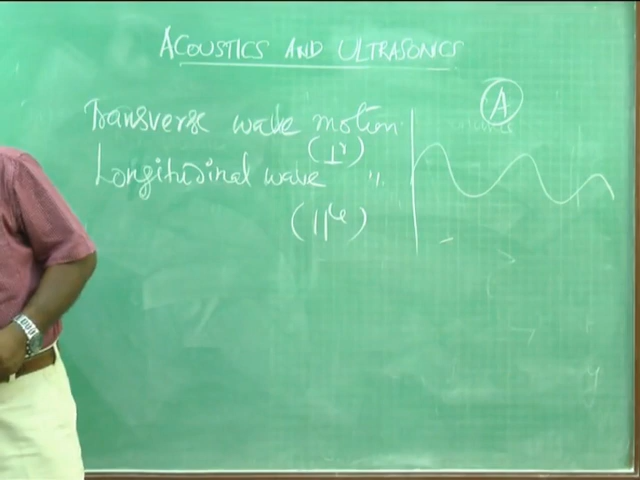 ACOUSTICS AND ULTRASONICS
Transverse wave motion.
(⊥r)
Longitudinal wave "
(||le)
A